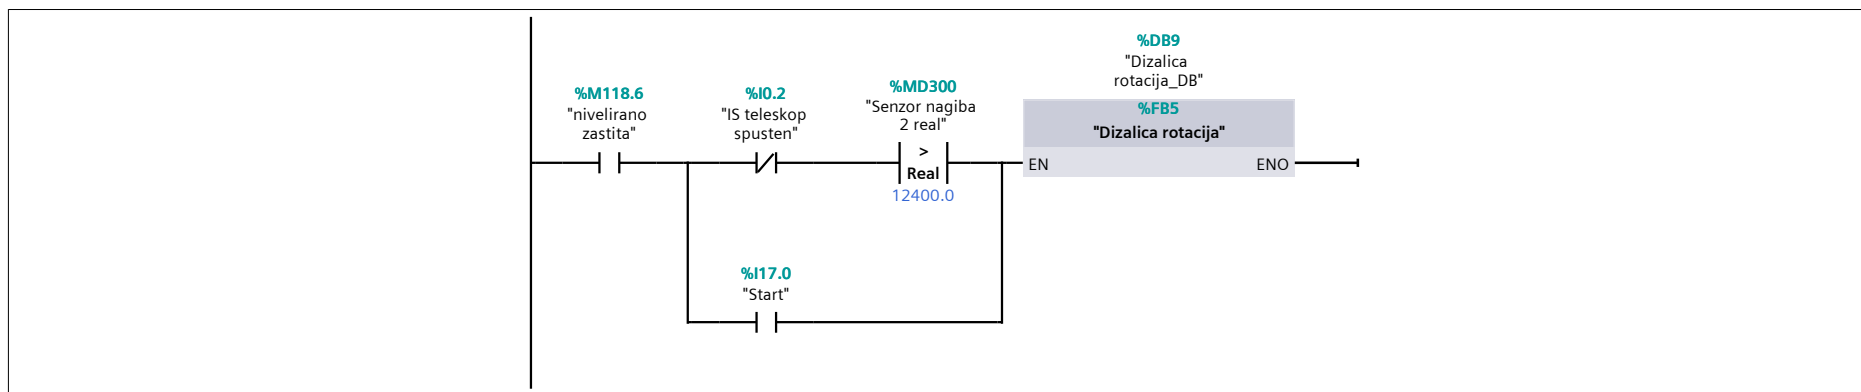 %DB9
"Dizalica
rotacija_DB"
%M118.6
"nivelirano
zastita"
%I0.2
"IS teleskop
spusten"
%MD300
"Senzor nagiba
2 real"
>
Real
12400.0
%FB5
"Dizalica rotacija"
EN
ENO
%I17.0
"Start"